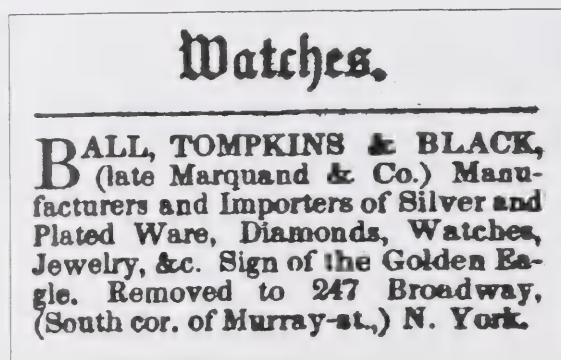 Watches.
BALL, TOMPKINS & BLACK,
(late Marquand & Co.) Manu-
facturers and Importers of Silver and
Plated Ware, Diamonds, Watches,
Jewelry, &c. Sign of the Golden Ea-
gle. Removed to 247 Broadway,
(South cor. of Murray-st.,) N. York.